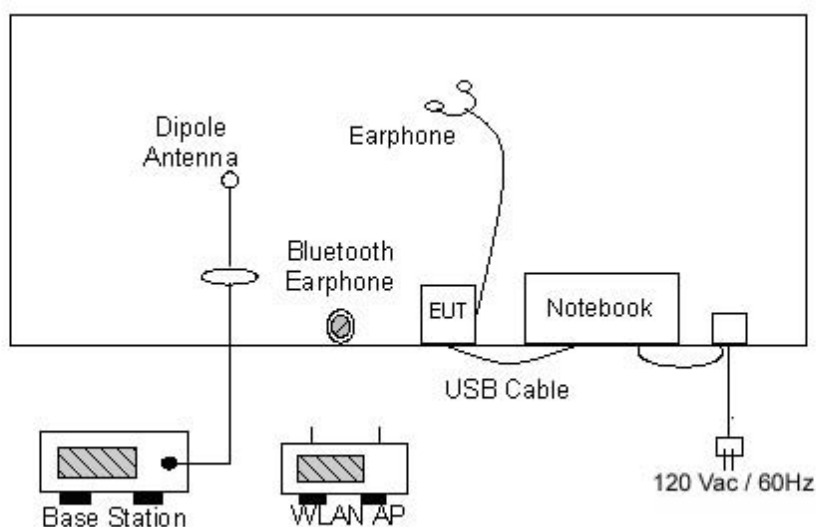 Dipole
Antenna
Earphone
Bluetooth
Earphone
EUT
Notebook
USB Cable
120 Vac / 60Hz
Base Station
WLAN AP